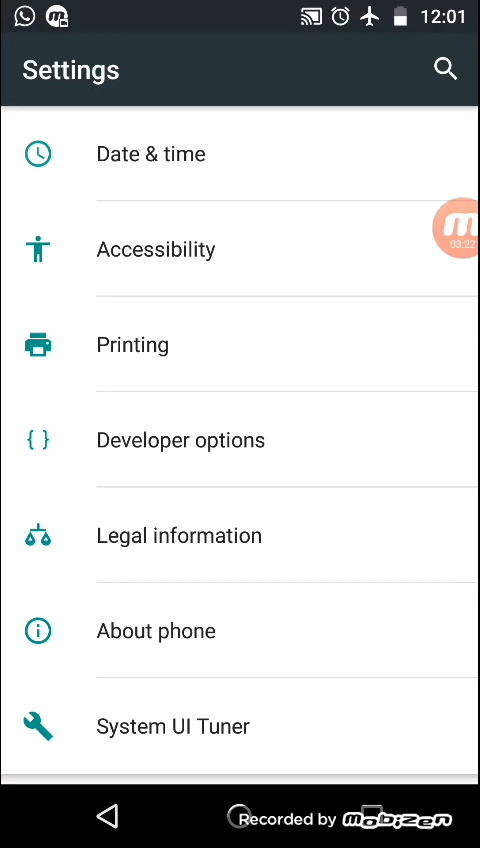 12:01
Settings
Date & time
Accessibility
03:22
Printing
Developer options
Legal information
About phone
System UI Tuner
Recorded by mobizen